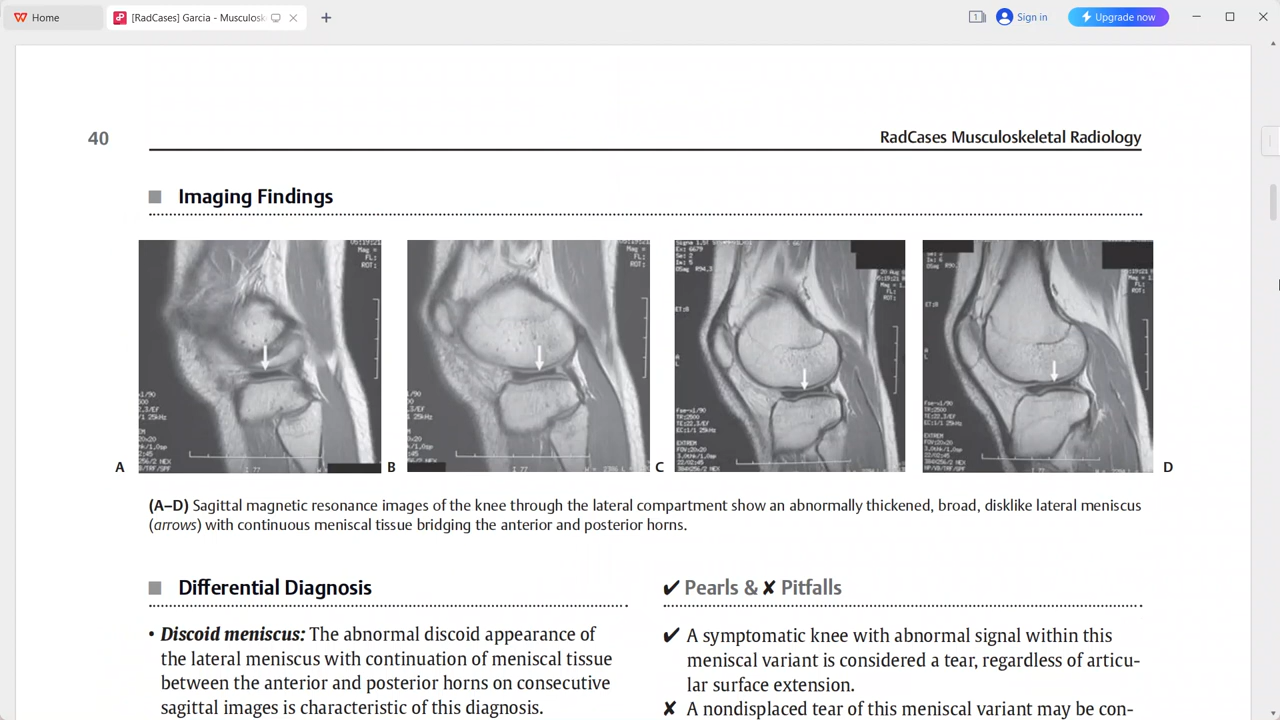 Home
[RadCases] Garcia - Musculosk
Sign in
Upgrade now
40
RadCases Musculoskeletal Radiology
Imaging Findings
A
B
C
D
(A–D) Sagittal magnetic resonance images of the knee through the lateral compartment show an abnormally thickened, broad, disklike lateral meniscus
(arrows) with continuous meniscal tissue bridging the anterior and posterior horns.
Differential Diagnosis
• Discoid meniscus: The abnormal discoid appearance of
the lateral meniscus with continuation of meniscal tissue
between the anterior and posterior horns on consecutive
sagittal images is characteristic of this diagnosis.
✔ Pearls & ✘ Pitfalls
✔ A symptomatic knee with abnormal signal within this
meniscal variant is considered a tear, regardless of articu-
lar surface extension.
✘ A nondisplaced tear of this meniscal variant may be con-